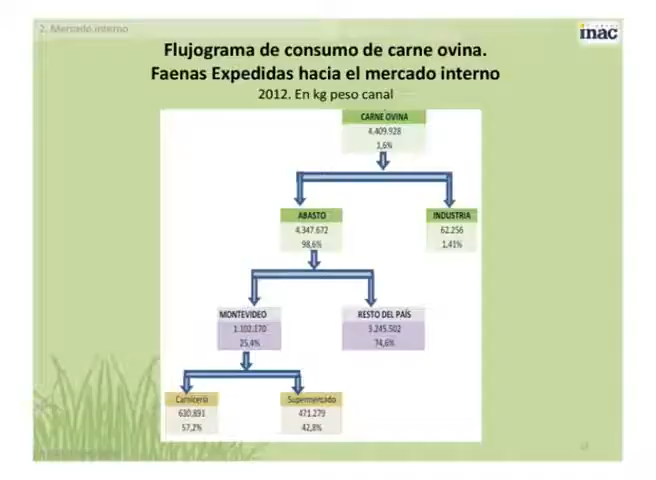 2. Mercado interno
inac
Flujograma de consumo de carne ovina.
Faenas Expedidas hacia el mercado interno
2012. En kg peso canal
CARNE OVINA
4.409.928
1,6%
ABASTO
4.347.672
98,6%
INDUSTRIA
62.256
1,41%
MONTEVIDEO
1.102.170
25,4%
RESTO DEL PAÍS
3.245.502
74,6%
Carnicería
630.891
57,2%
Supermercado
471.279
42,8%